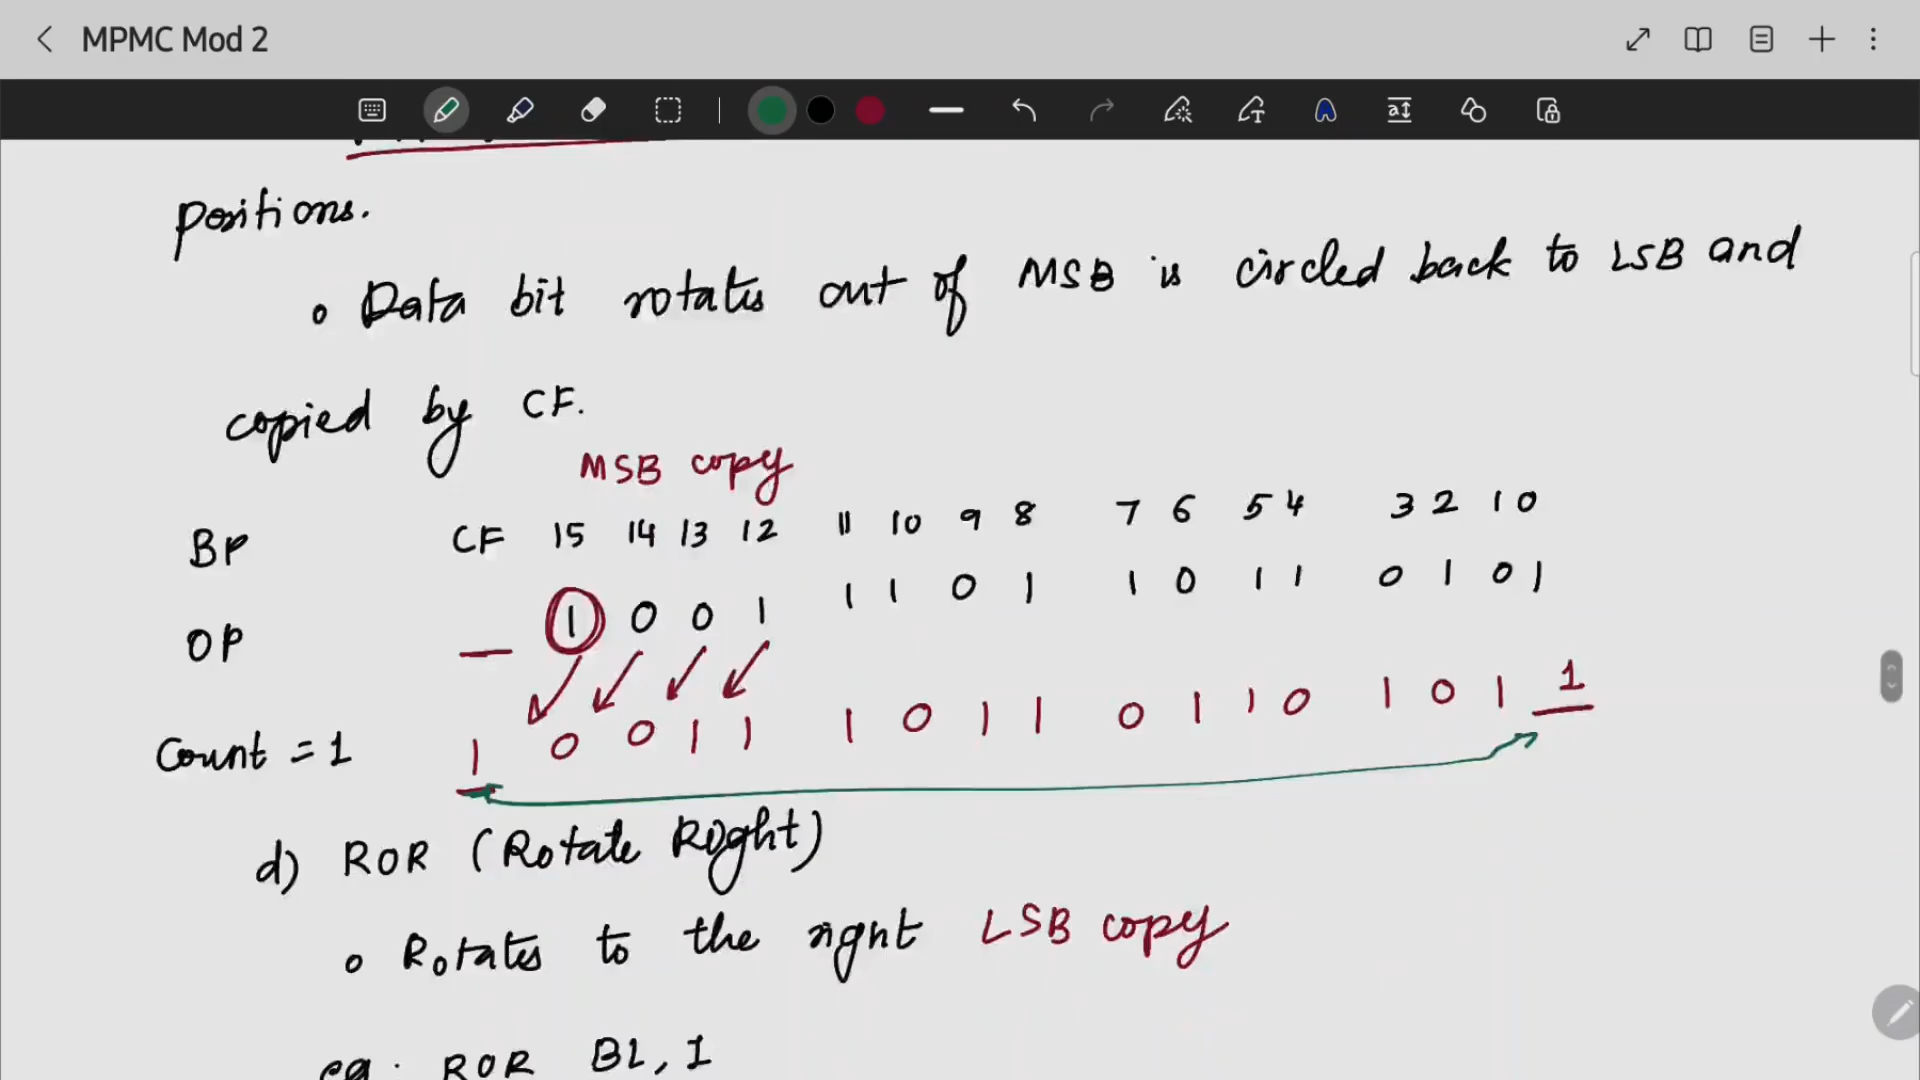 MPMC Mod 2
positions.
• Data bit rotates out of MSB is circled back to LSB and
copied by CF.
MSB copy
BP CF 15 14 13 12 11 10 9 8 7 6 5 4 3 2 1 0
OP _ 1 0 0 1 1 1 0 1 1 0 1 1 0 1 0 1
Count = 1 1 0 0 1 1 1 0 1 1 0 1 1 0 1 0 1 1
d) ROR (Rotate Right)
• Rotates to the right LSB copy
eg. ROR BL, 1